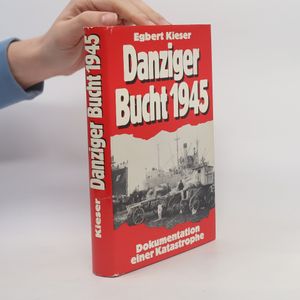 Egbert Kieser
Danziger
Bucht 1945
Dokumentation
einer Katastrophe
Kieser Danziger Bucht 1945